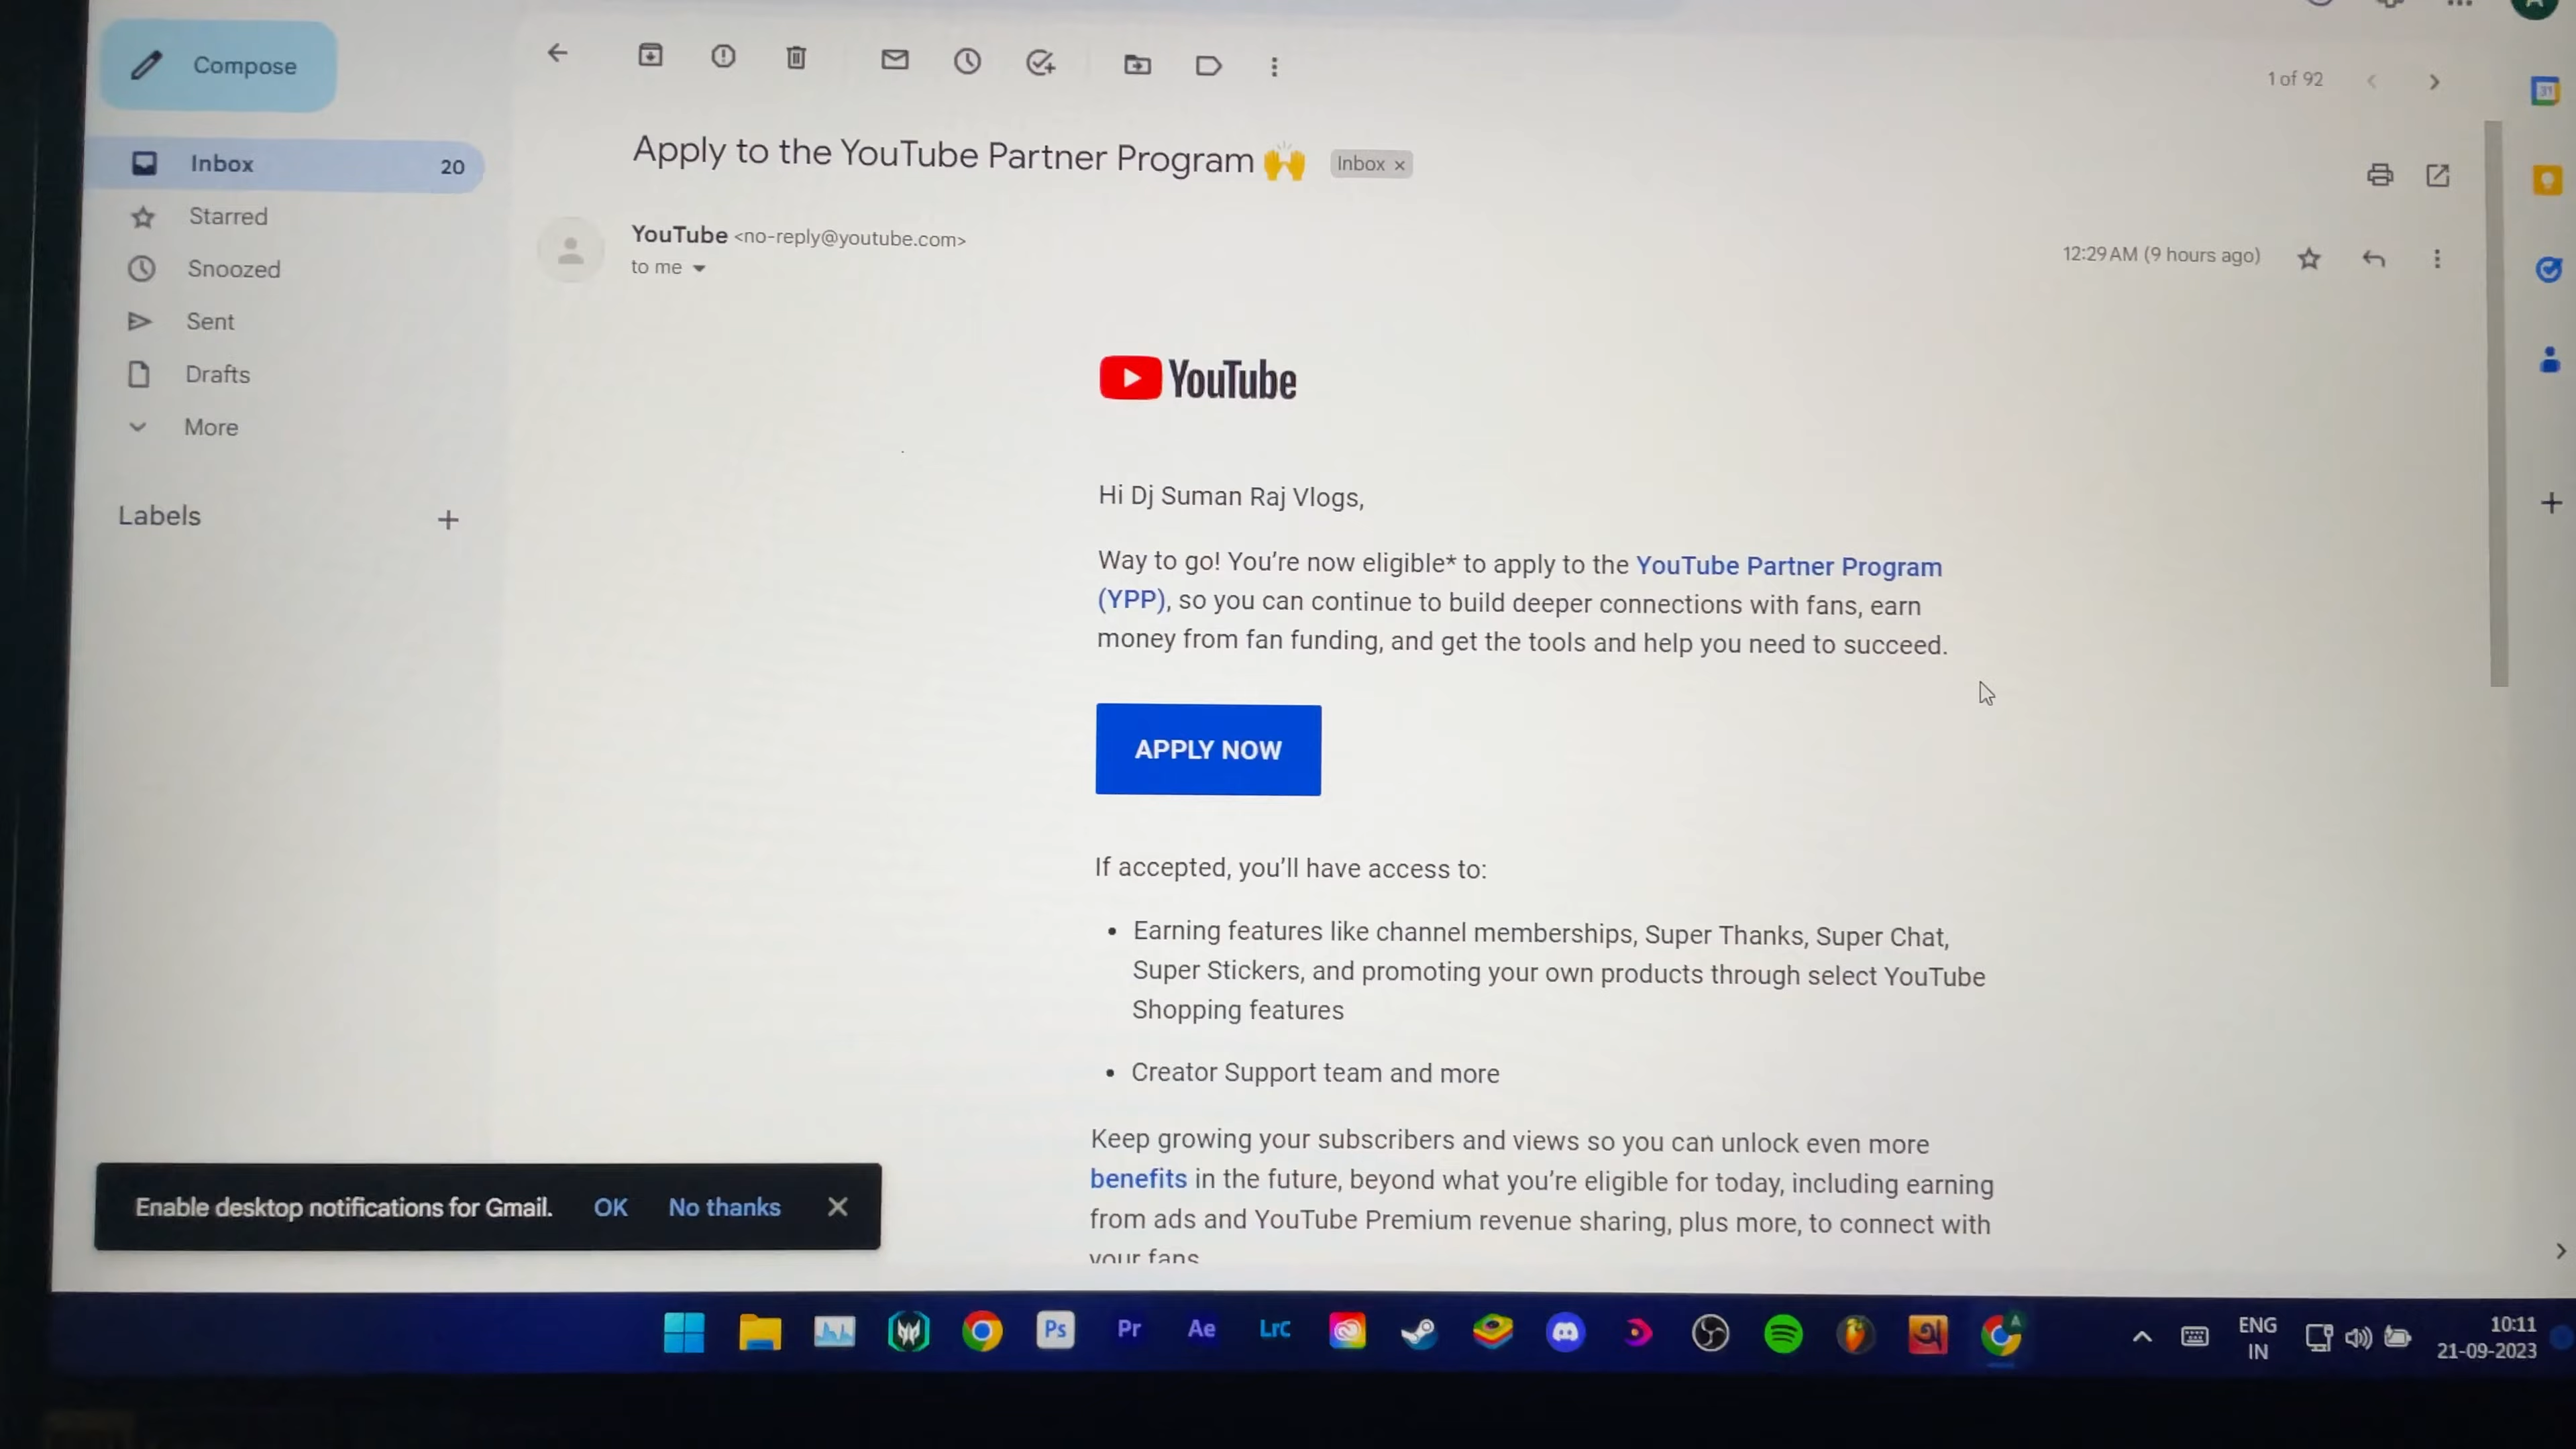 Compose
1 of 92
Inbox 20
Starred
Snoozed
Sent
Drafts
More
Labels
Apply to the YouTube Partner Program 🙌 Inbox ×
YouTube <no-reply@youtube.com>
to me
12:29 AM (9 hours ago)
YouTube
Hi Dj Suman Raj Vlogs,
Way to go! You’re now eligible* to apply to the YouTube Partner Program
(YPP), so you can continue to build deeper connections with fans, earn
money from fan funding, and get the tools and help you need to succeed.
APPLY NOW
If accepted, you’ll have access to:
• Earning features like channel memberships, Super Thanks, Super Chat,
Super Stickers, and promoting your own products through select YouTube
Shopping features
• Creator Support team and more
Keep growing your subscribers and views so you can unlock even more
benefits in the future, beyond what you’re eligible for today, including earning
from ads and YouTube Premium revenue sharing, plus more, to connect with
your fans
Enable desktop notifications for Gmail. OK No thanks
31
Ps Pr Ae LrC অ A
ENG
IN
10:11
21-09-2023